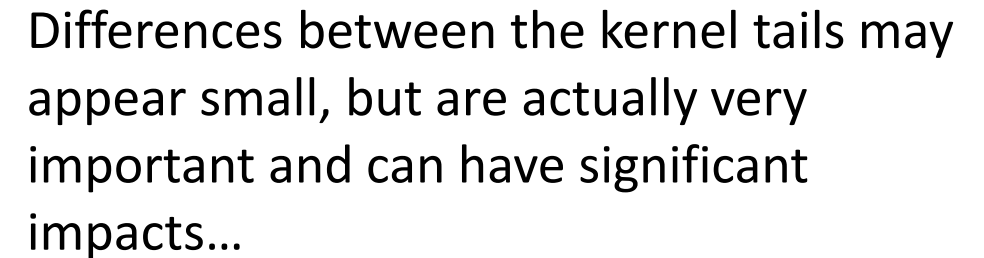 Differences between the kernel tails may
appear small, but are actually very
important and can have significant
impacts…